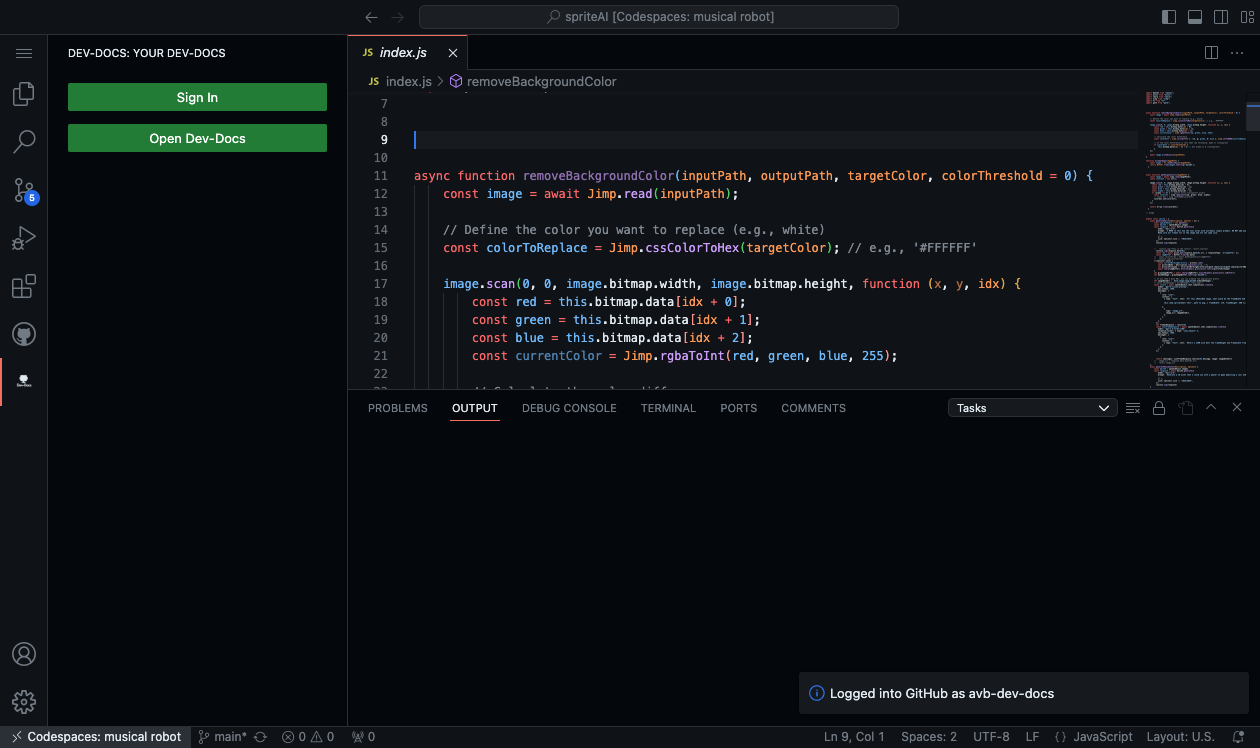 spriteAI [Codespaces: musical robot]
DEV-DOCS: YOUR DEV-DOCS
Sign In
Open Dev-Docs
5
Dev-Docs
JS index.js
JS index.js > removeBackgroundColor
7
8
9
10
11 async function removeBackgroundColor(inputPath, outputPath, targetColor, colorThreshold = 0) {
12 const image = await Jimp.read(inputPath);
13
14 // Define the color you want to replace (e.g., white)
15 const colorToReplace = Jimp.cssColorToHex(targetColor); // e.g., '#FFFFFF'
16
17 image.scan(0, 0, image.bitmap.width, image.bitmap.height, function (x, y, idx) {
18 const red = this.bitmap.data[idx + 0];
19 const green = this.bitmap.data[idx + 1];
20 const blue = this.bitmap.data[idx + 2];
21 const currentColor = Jimp.rgbaToInt(red, green, blue, 255);
22
PROBLEMS OUTPUT DEBUG CONSOLE TERMINAL PORTS COMMENTS Tasks
Logged into GitHub as avb-dev-docs
Codespaces: musical robot main* 0 0 0 Ln 9, Col 1 Spaces: 2 UTF-8 LF {} JavaScript Layout: U.S.